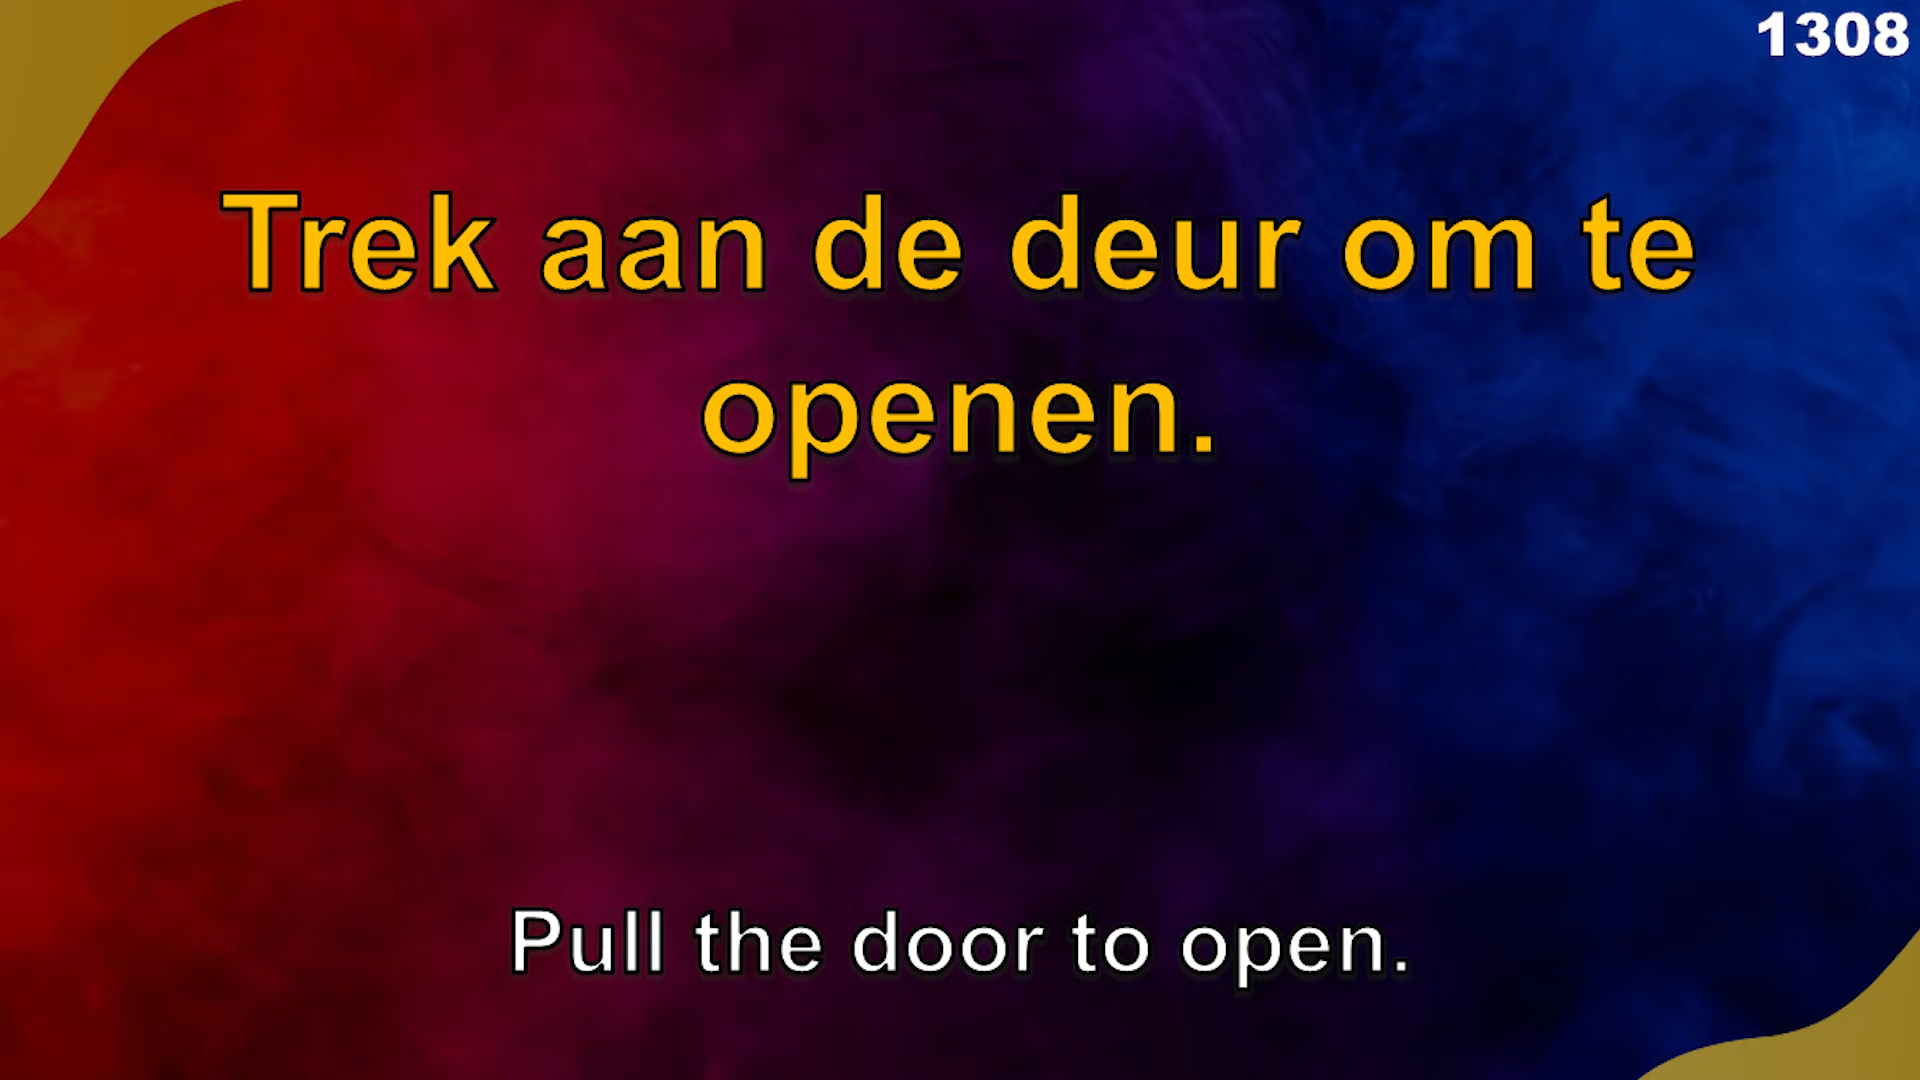 1308
Trek aan de deur om te
openen.
Pull the door to open.